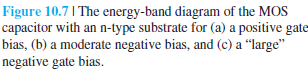 Figure 10.7 | The energy-band diagram of the MOS
capacitor with an n-type substrate for (a) a positive gate
bias, (b) a moderate negative bias, and (c) a “large”
negative gate bias.